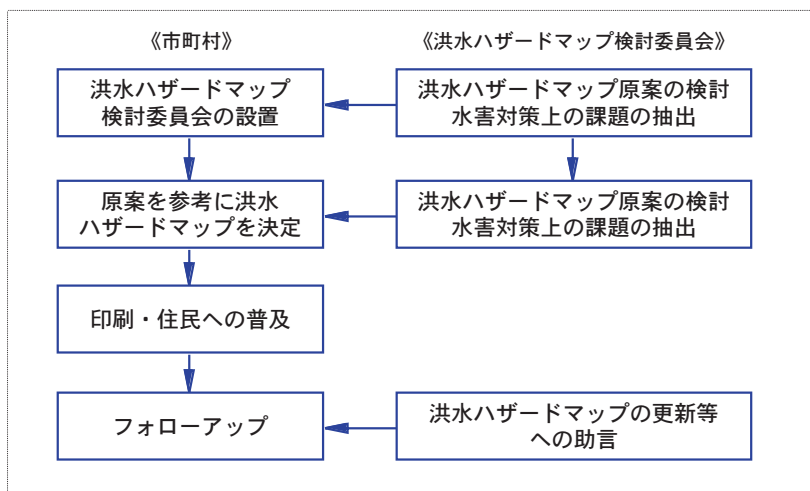 《市町村》
《洪水ハザードマップ検討委員会》
洪水ハザードマップ
検討委員会の設置
洪水ハザードマップ原案の検討
水害対策上の課題の抽出
原案を参考に洪水
ハザードマップを決定
洪水ハザードマップ原案の検討
水害対策上の課題の抽出
印刷・住民への普及
フォローアップ
洪水ハザードマップの更新等
への助言